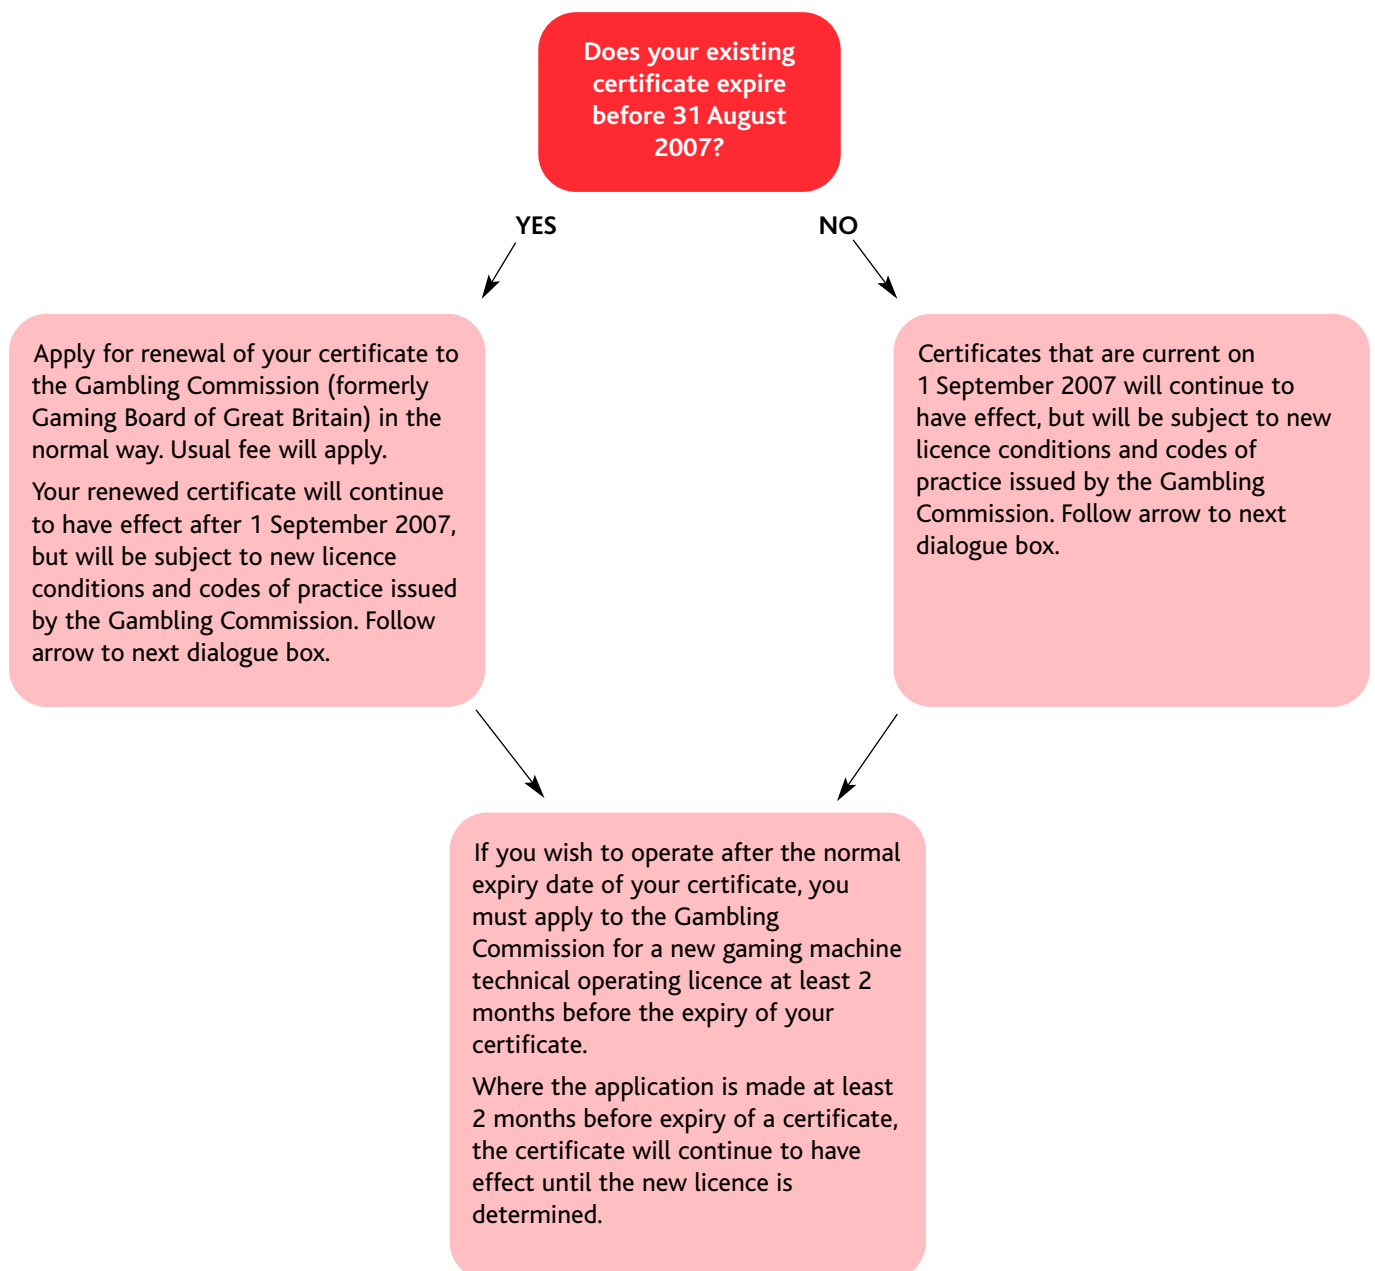 Does your existing
certificate expire
before 31 August
2007?
YES
NO
Apply for renewal of your certificate to
the Gambling Commission (formerly
Gaming Board of Great Britain) in the
normal way. Usual fee will apply.
Your renewed certificate will continue
to have effect after 1 September 2007,
but will be subject to new licence
conditions and codes of practice issued
by the Gambling Commission. Follow
arrow to next dialogue box.
Certificates that are current on
1 September 2007 will continue to
have effect, but will be subject to new
licence conditions and codes of
practice issued by the Gambling
Commission. Follow arrow to next
dialogue box.
If you wish to operate after the normal
expiry date of your certificate, you
must apply to the Gambling
Commission for a new gaming machine
technical operating licence at least 2
months before the expiry of your
certificate.
Where the application is made at least
2 months before expiry of a certificate,
the certificate will continue to have
effect until the new licence is
determined.